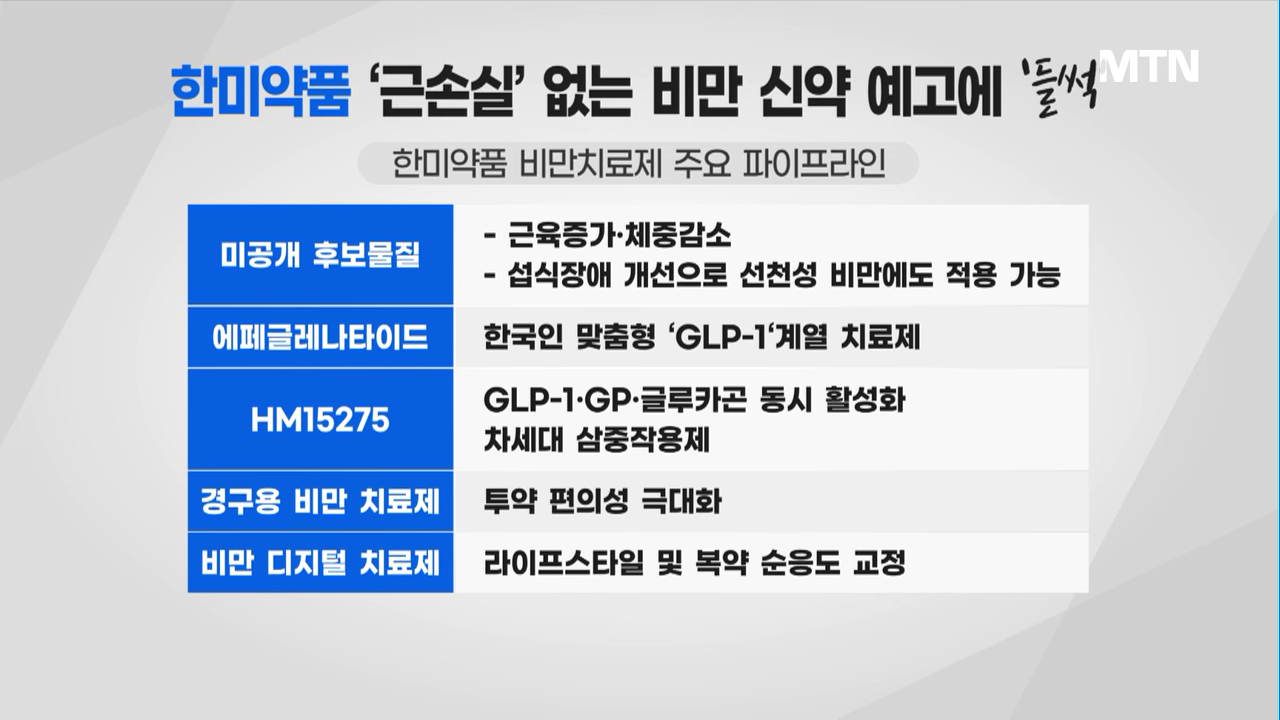 한미약품 ‘근손실’ 없는 비만 신약 예고에 '들썩'
MTN
한미약품 비만치료제 주요 파이프라인
미공개 후보물질
- 근육증가·체중감소
- 섭식장애 개선으로 선천성 비만에도 적용 가능
에페글레나타이드
한국인 맞춤형 ‘GLP-1‘계열 치료제
HM15275
GLP-1·GP·글루카곤 동시 활성화
차세대 삼중작용제
경구용 비만 치료제
투약 편의성 극대화
비만 디지털 치료제
라이프스타일 및 복약 순응도 교정